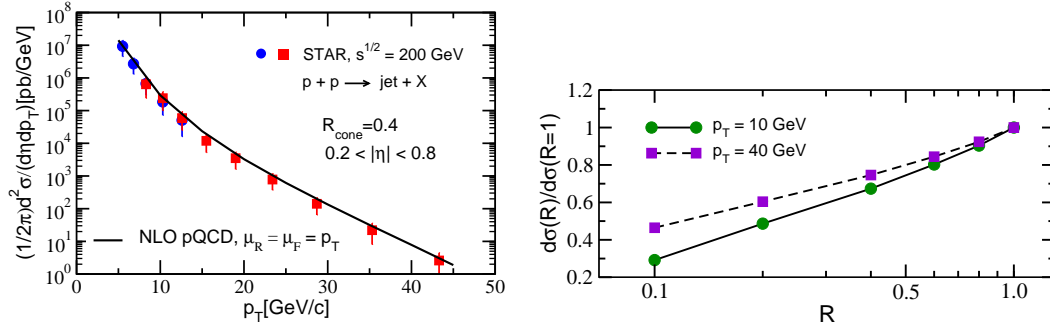 10^8
10^7
10^6
10^5
10^4
10^3
10^2
10^1
10^0
(1/2π)d^2σ/(dηdp_T)[pb/GeV]
STAR, s^{1/2} = 200 GeV
p + p → jet + X
R_cone=0.4
0.2 < |η| < 0.8
NLO pQCD, μ_R = μ_F = p_T
0 10 20 30 40 50
p_T[GeV/c]
1.2
1.0
0.8
0.6
0.4
0.2
dσ(R)/dσ(R=1)
p_T = 10 GeV
p_T = 40 GeV
0.1 0.5 1.0
R